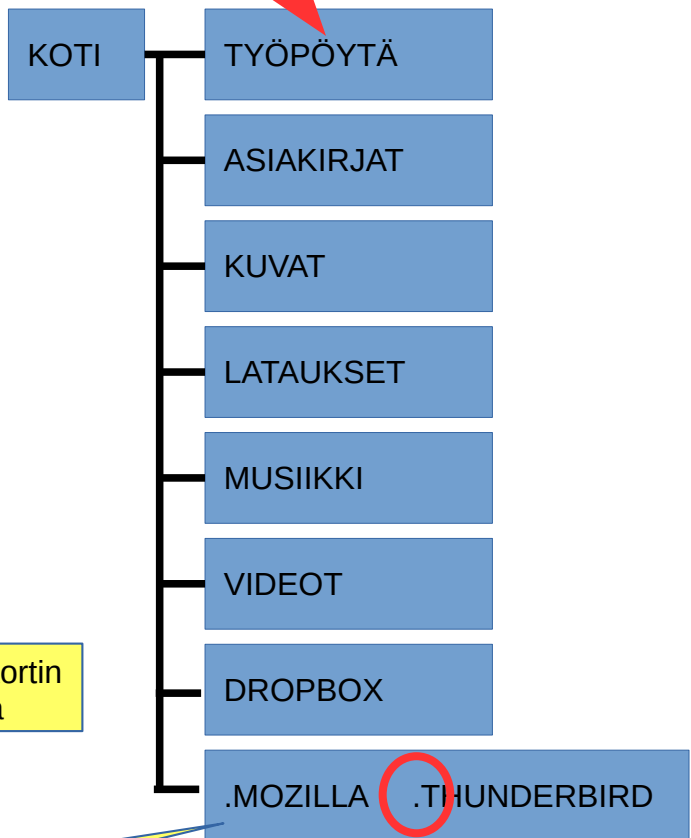 KOTI
TYÖPÖYTÄ
ASIAKIRJAT
KUVAT
LATAUKSET
MUSIIKKI
VIDEOT
DROPBOX
.MOZILLA .THUNDERBIRD